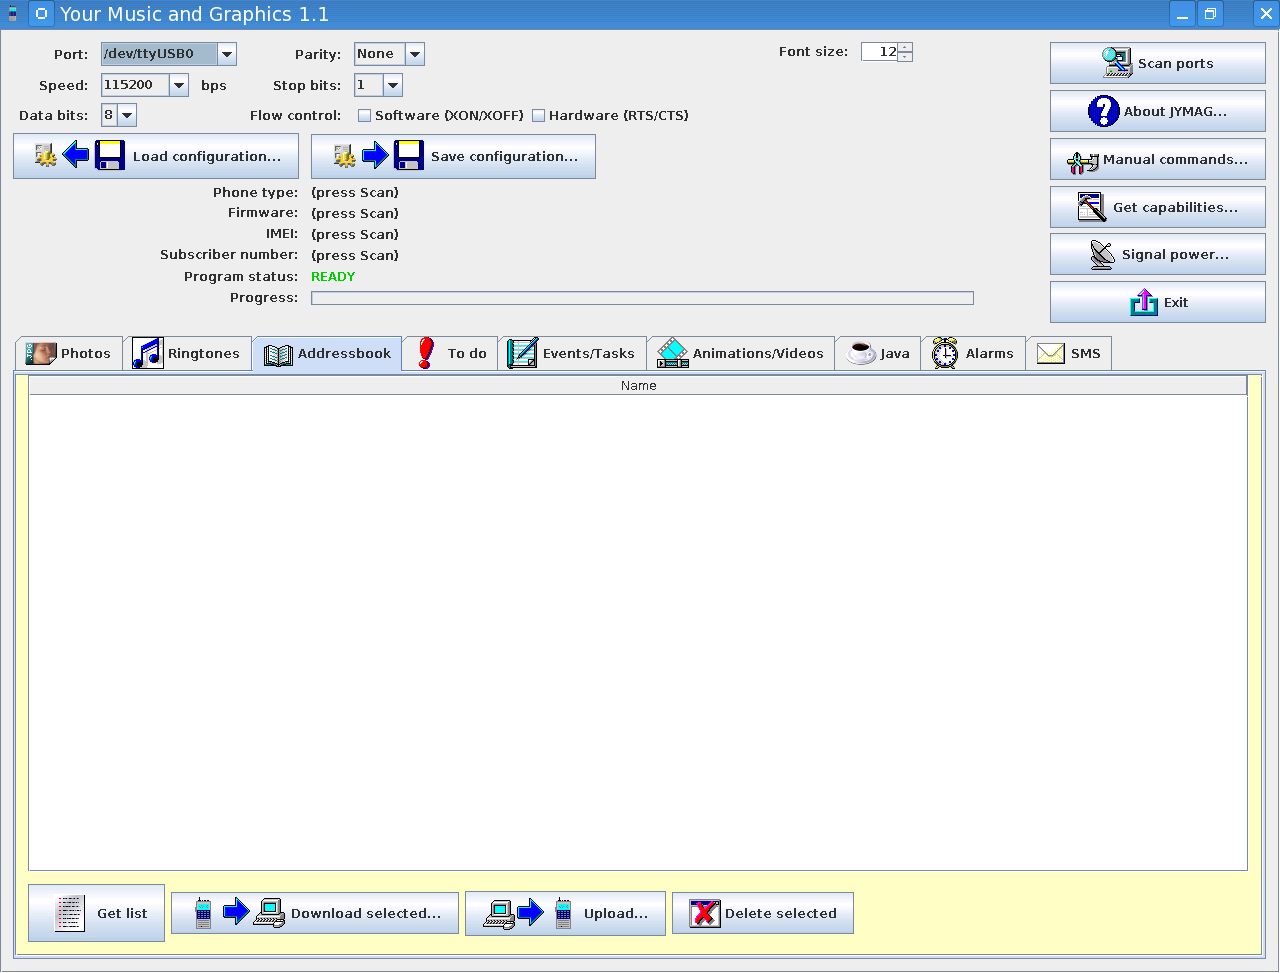 Your Music and Graphics 1.1
Port: /dev/ttyUSB0 Parity: None Font size: 12
Speed: 115200 bps Stop bits: 1
Data bits: 8 Flow control: Software (XON/XOFF) Hardware (RTS/CTS)
Load configuration... Save configuration...
Phone type: (press Scan)
Firmware: (press Scan)
IMEI: (press Scan)
Subscriber number: (press Scan)
Program status: READY
Progress:
Scan ports
About JYMAG...
Manual commands...
Get capabilities...
Signal power...
Exit
Photos Ringtones Addressbook To do Events/Tasks Animations/Videos Java Alarms SMS
Name
Get list Download selected... Upload... Delete selected